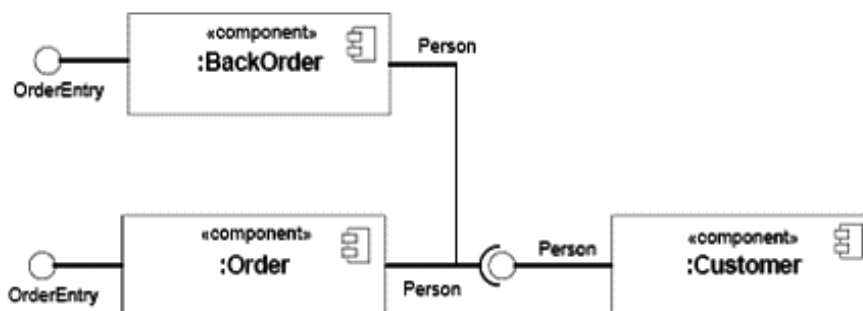 «component»
:BackOrder
Person
OrderEntry
«component»
:Order
Person
OrderEntry
Person
«component»
:Customer